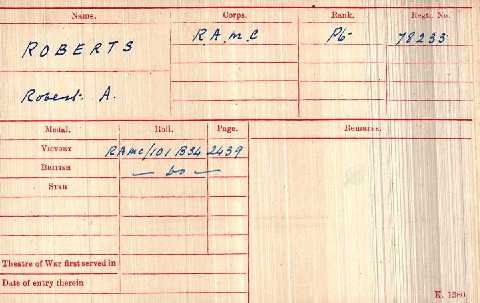 Name. Corps. Rank. Regtl. No.
ROBERTS R.A.M.C Pte 78233
Robert A.
Medal. Roll. Page. Remarks.
VICTORY RAMC/101 B34 2439
BRITISH — do —
STAR
Theatre of War first served in
Date of entry therein
K. 1380